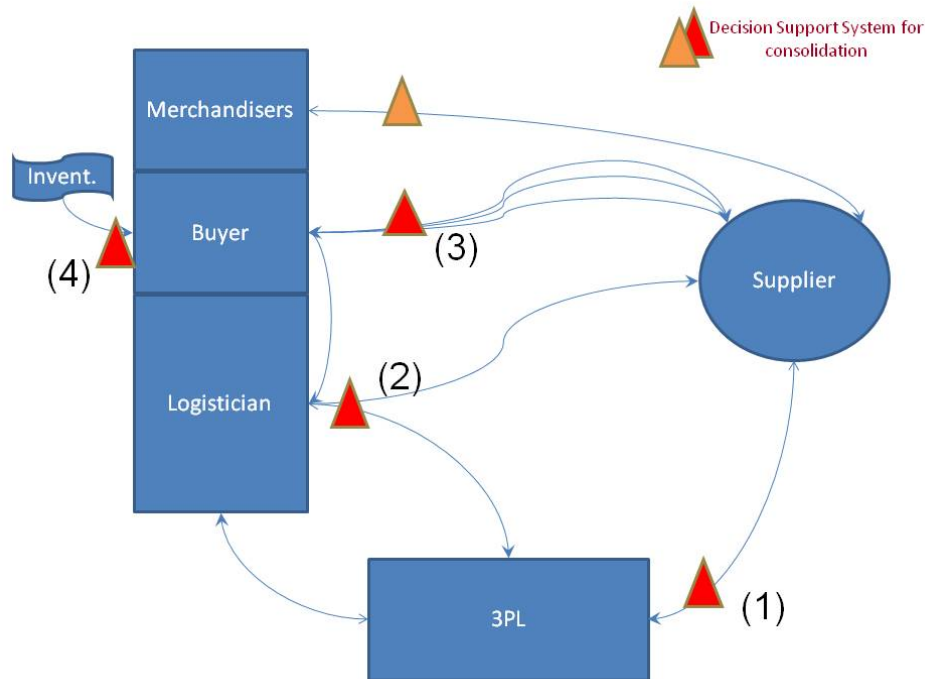 Decision Support System for
consolidation
Merchandisers
Invent.
Buyer
(3)
(4)
Supplier
(2)
Logistician
(1)
3PL